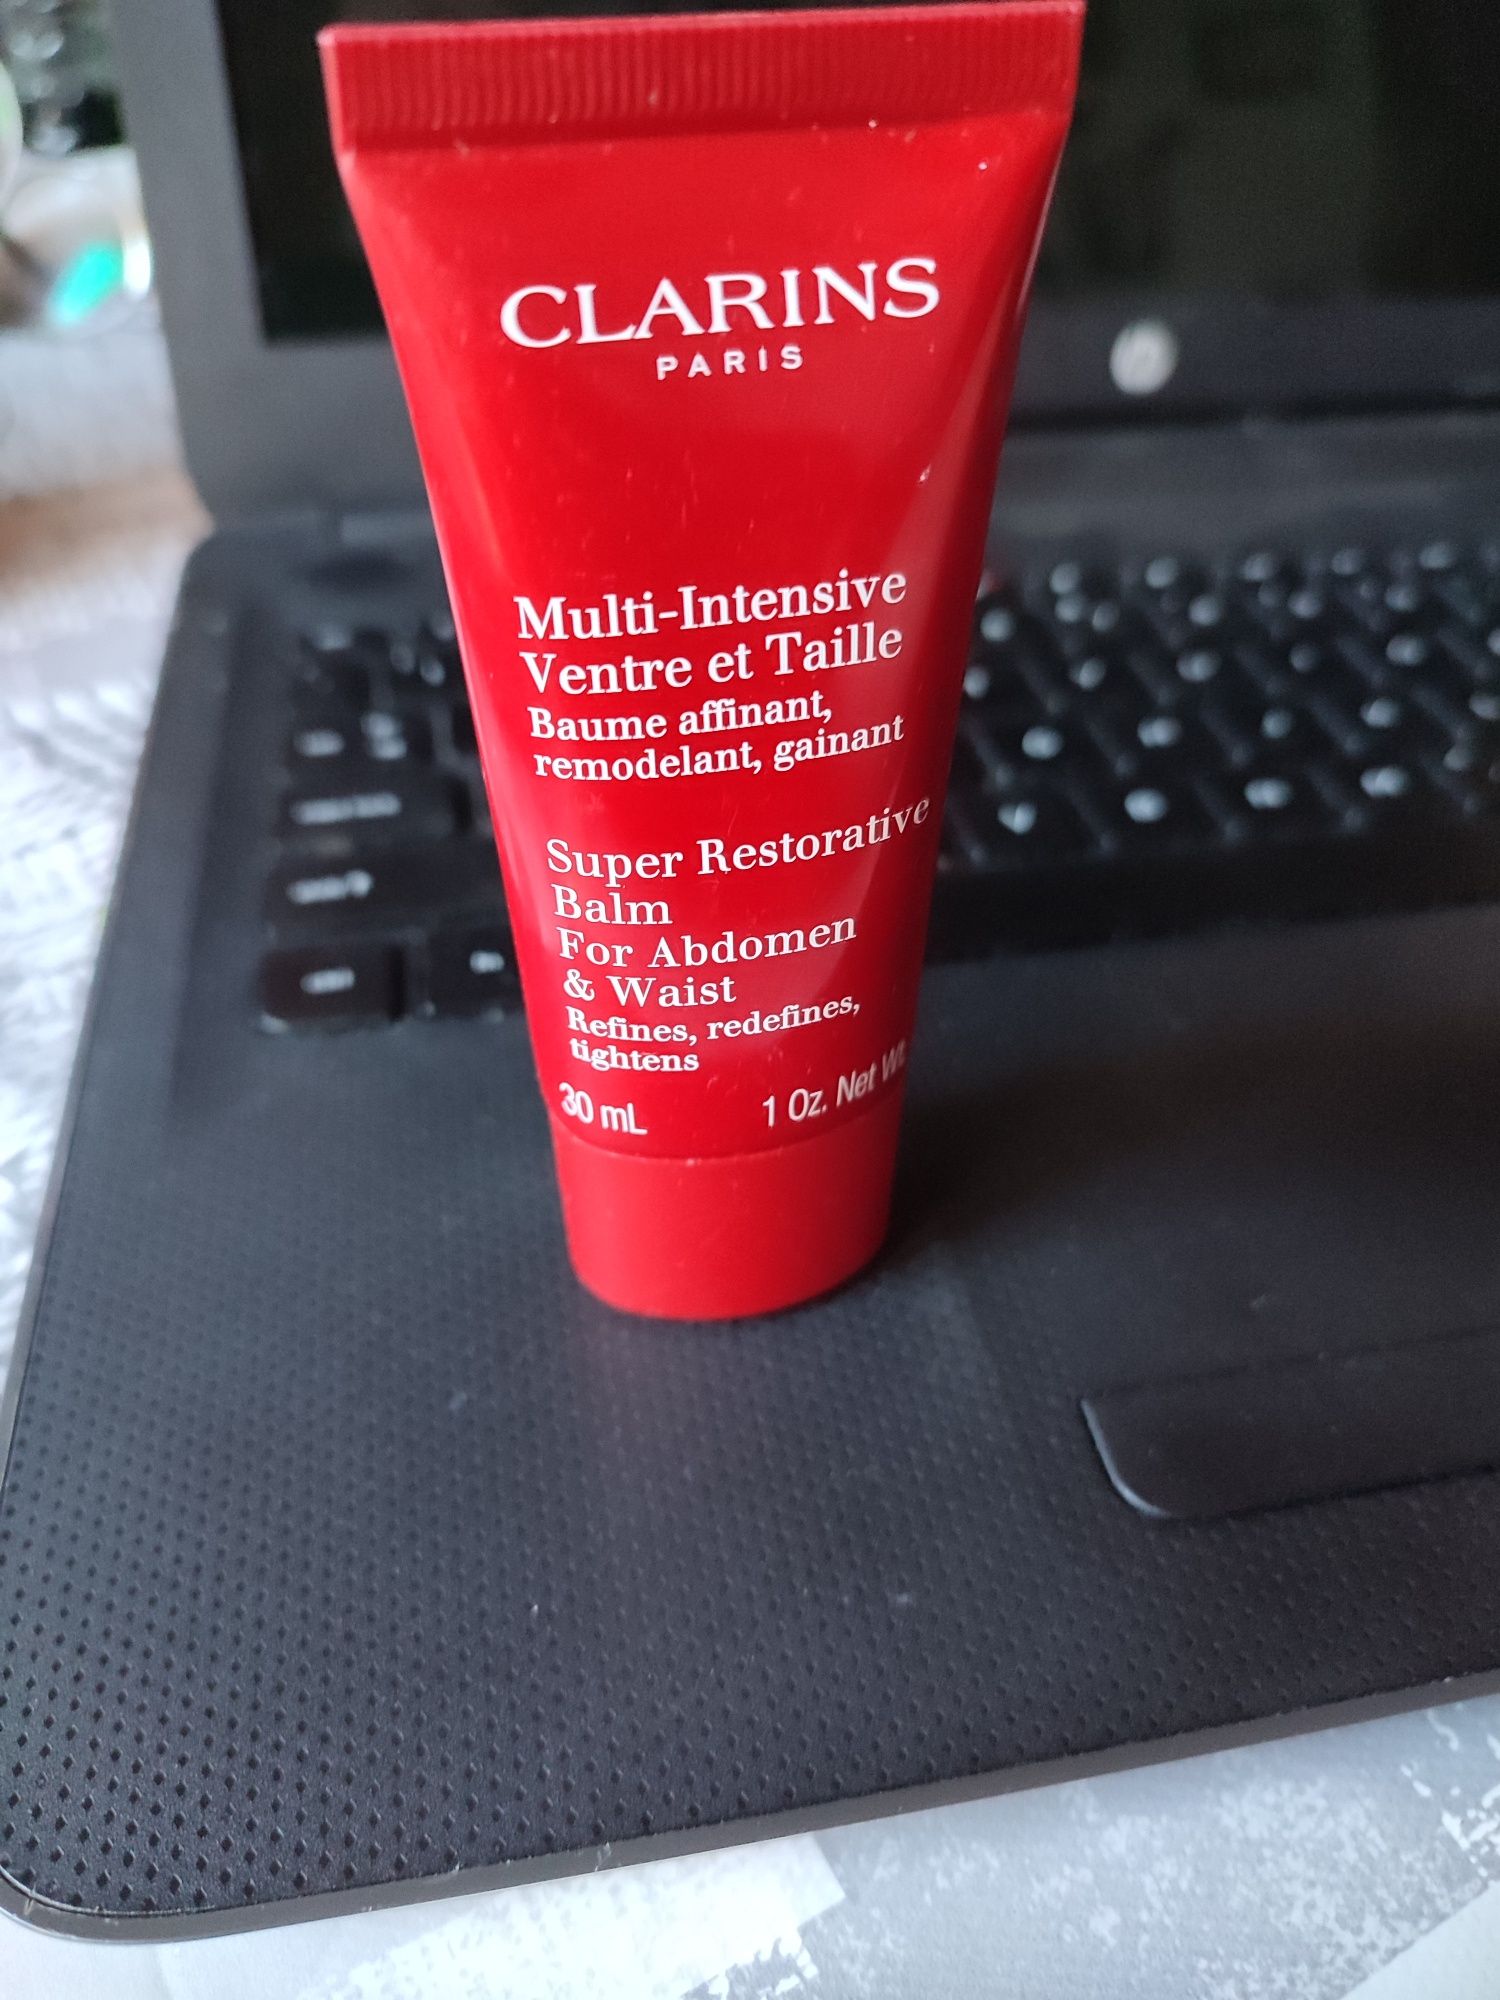 CLARINS
PARIS
Multi-Intensive
Ventre et Taille
Baume affinant,
remodelant, gainant
Super Restorative
Balm
For Abdomen
& Waist
Refines, redefines,
tightens
30 mL 1 Oz. Net Wt.
hp